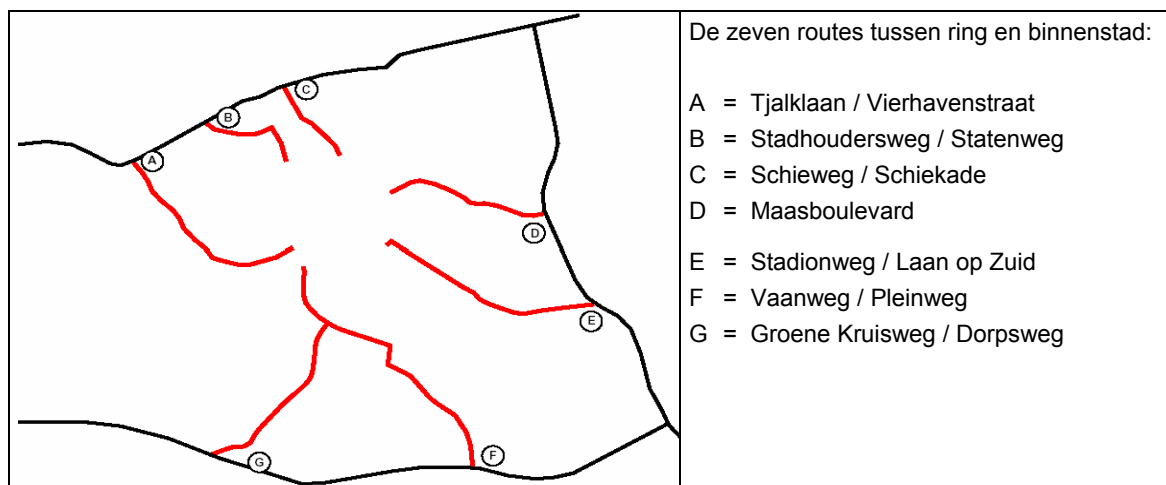 C
B
A
D
E
F
G
De zeven routes tussen ring en binnenstad:
A = Tjalklaan / Vierhavenstraat
B = Stadhoudersweg / Statenweg
C = Schieweg / Schiekade
D = Maasboulevard
E = Stadionweg / Laan op Zuid
F = Vaanweg / Pleinweg
G = Groene Kruisweg / Dorpsweg